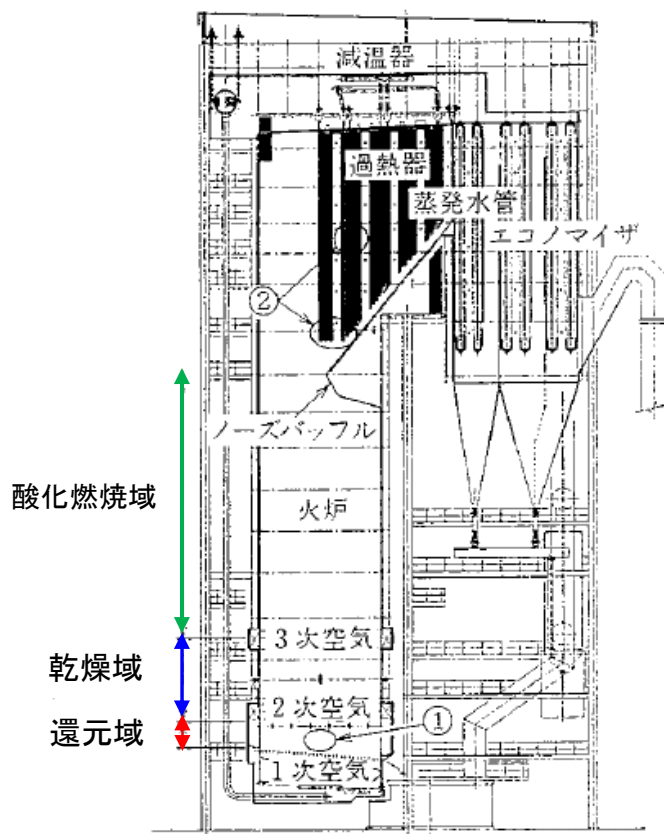 減温器
過熱器
蒸発水管
エコノマイザ
②
ノーズバッフル
酸化燃焼域
火炉
3次空気
乾燥域
2次空気
①
還元域
1次空気